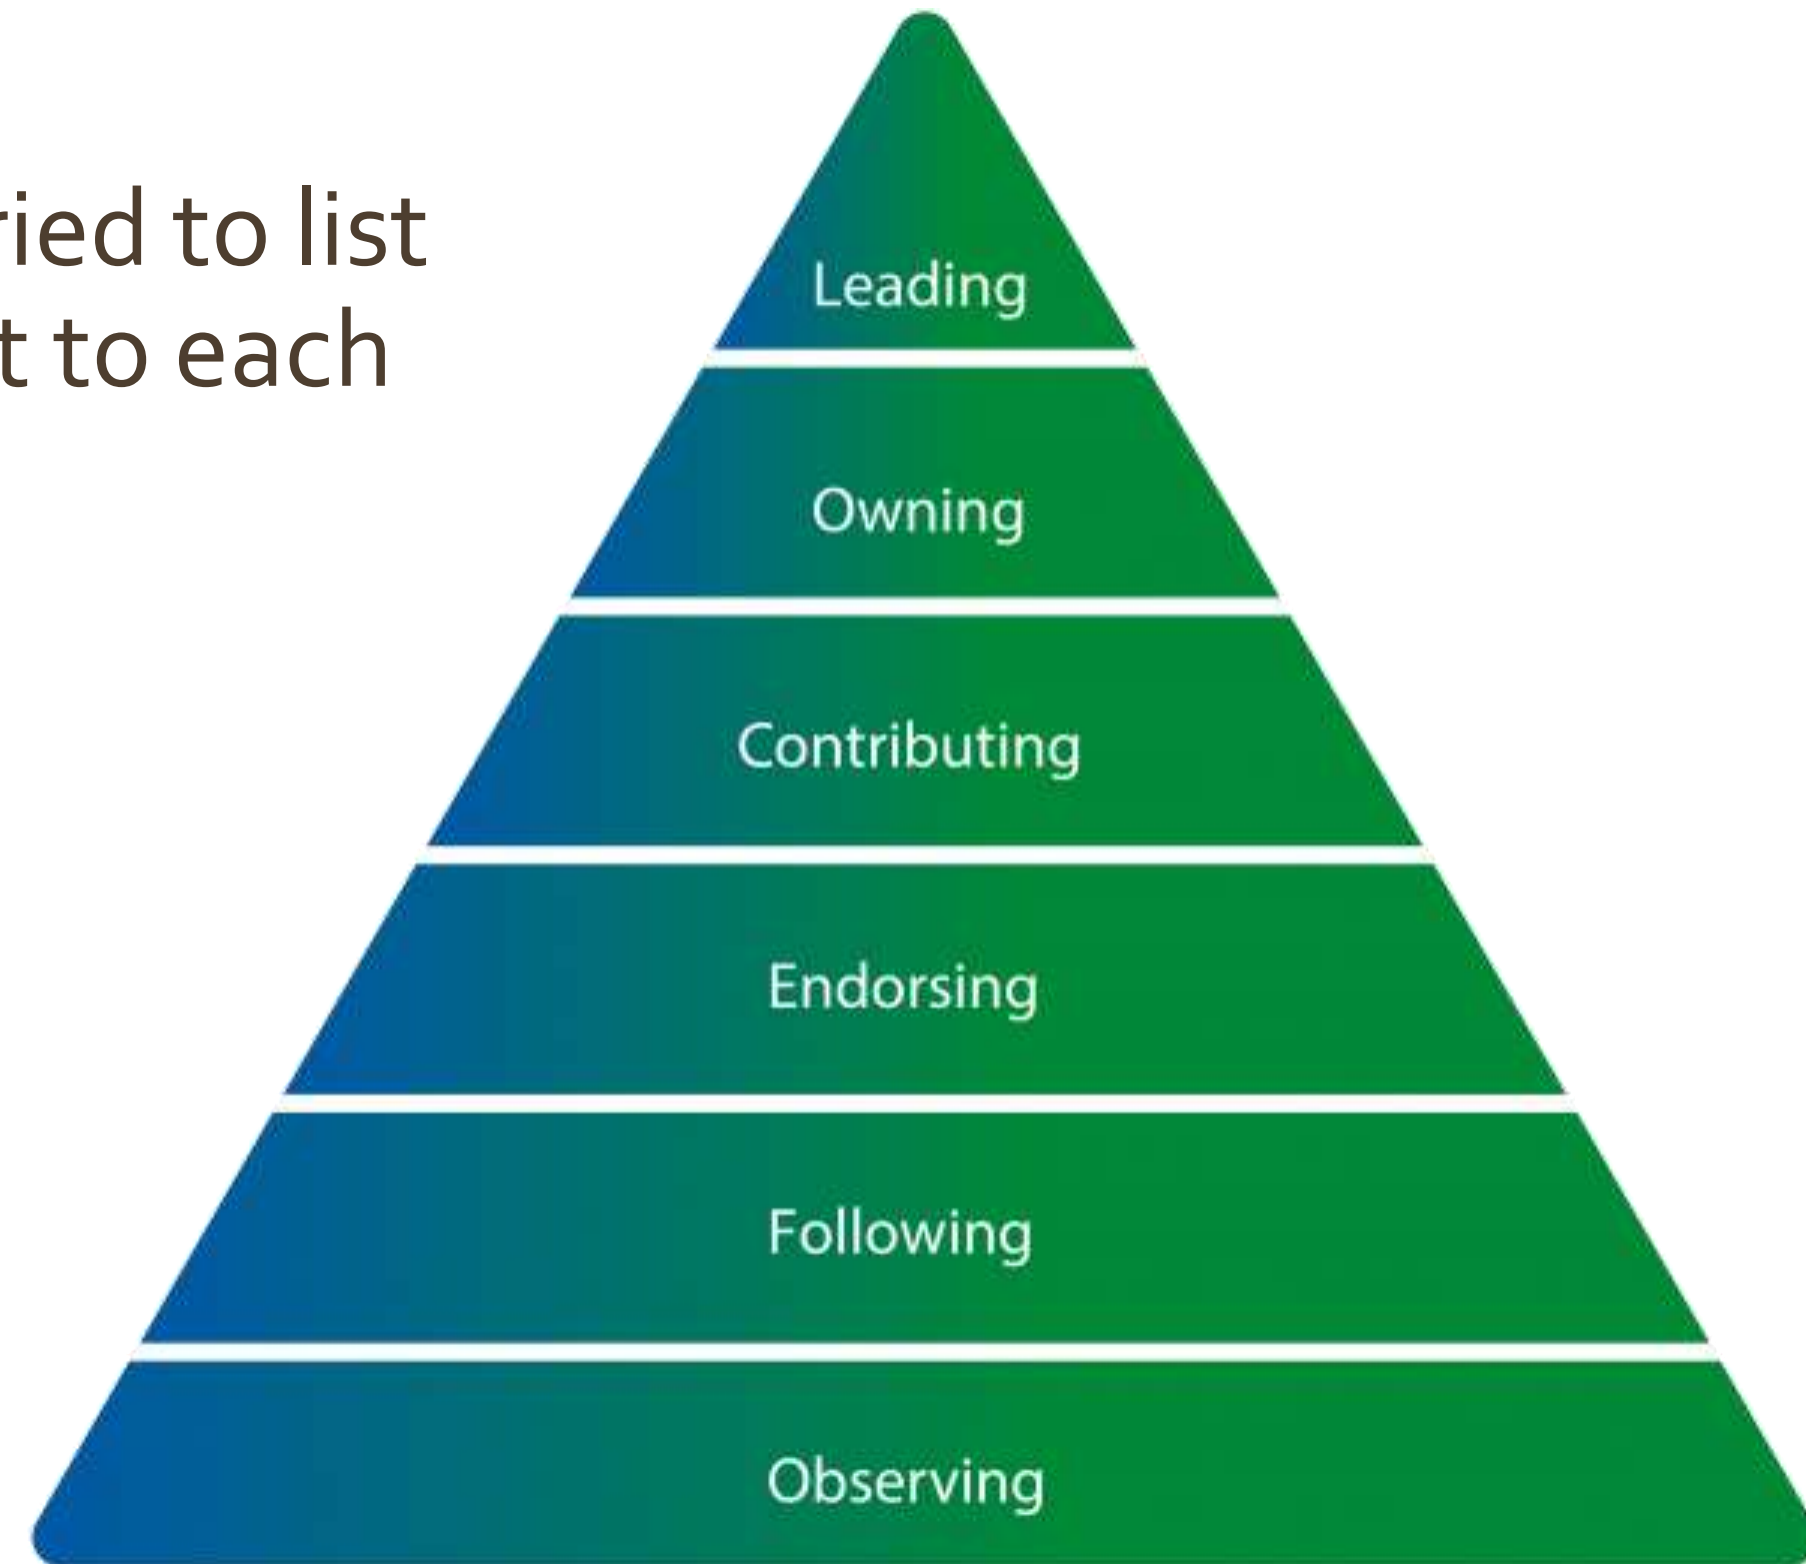 ried to list
t to each
Leading
Owning
Contributing
Endorsing
Following
Observing